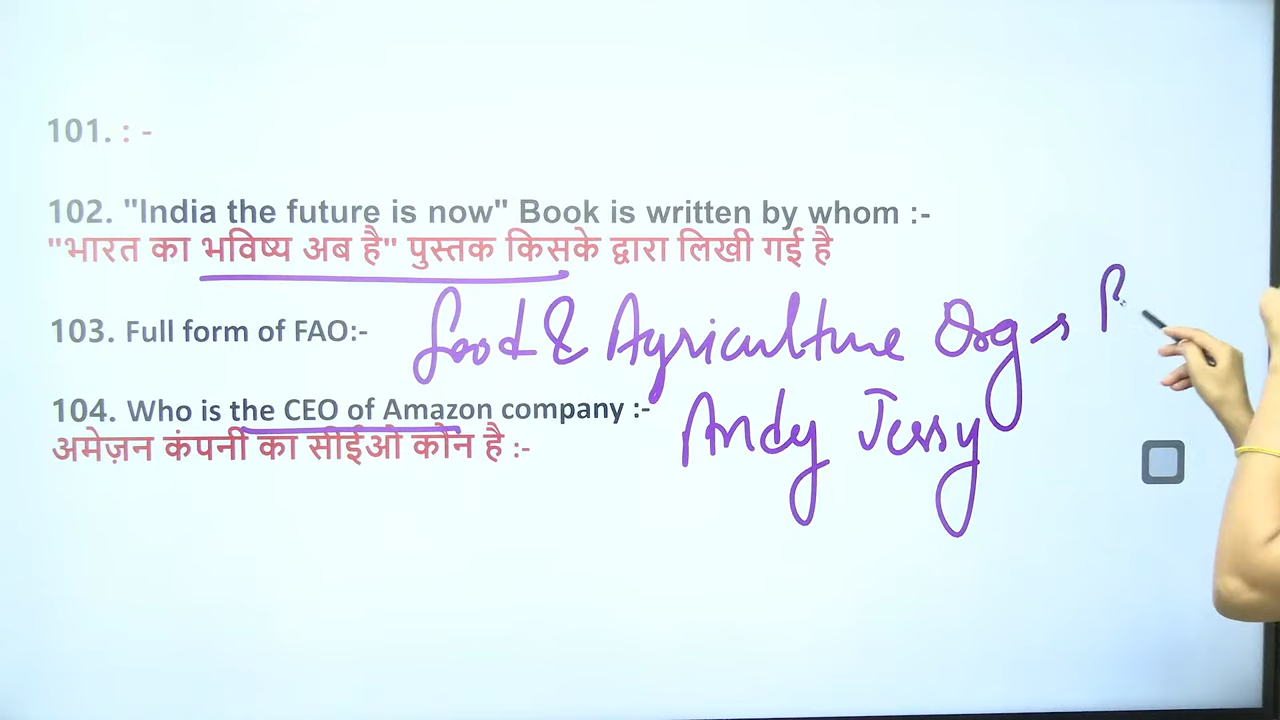 101. : -
102. "India the future is now" Book is written by whom :-
"भारत का भविष्य अब है" पुस्तक किसके द्वारा लिखी गई है
103. Full form of FAO:- Food & Agriculture Org → R
104. Who is the CEO of Amazon company :- Andy Jessy
अमेज़न कंपनी का सीईओ कौन है :-